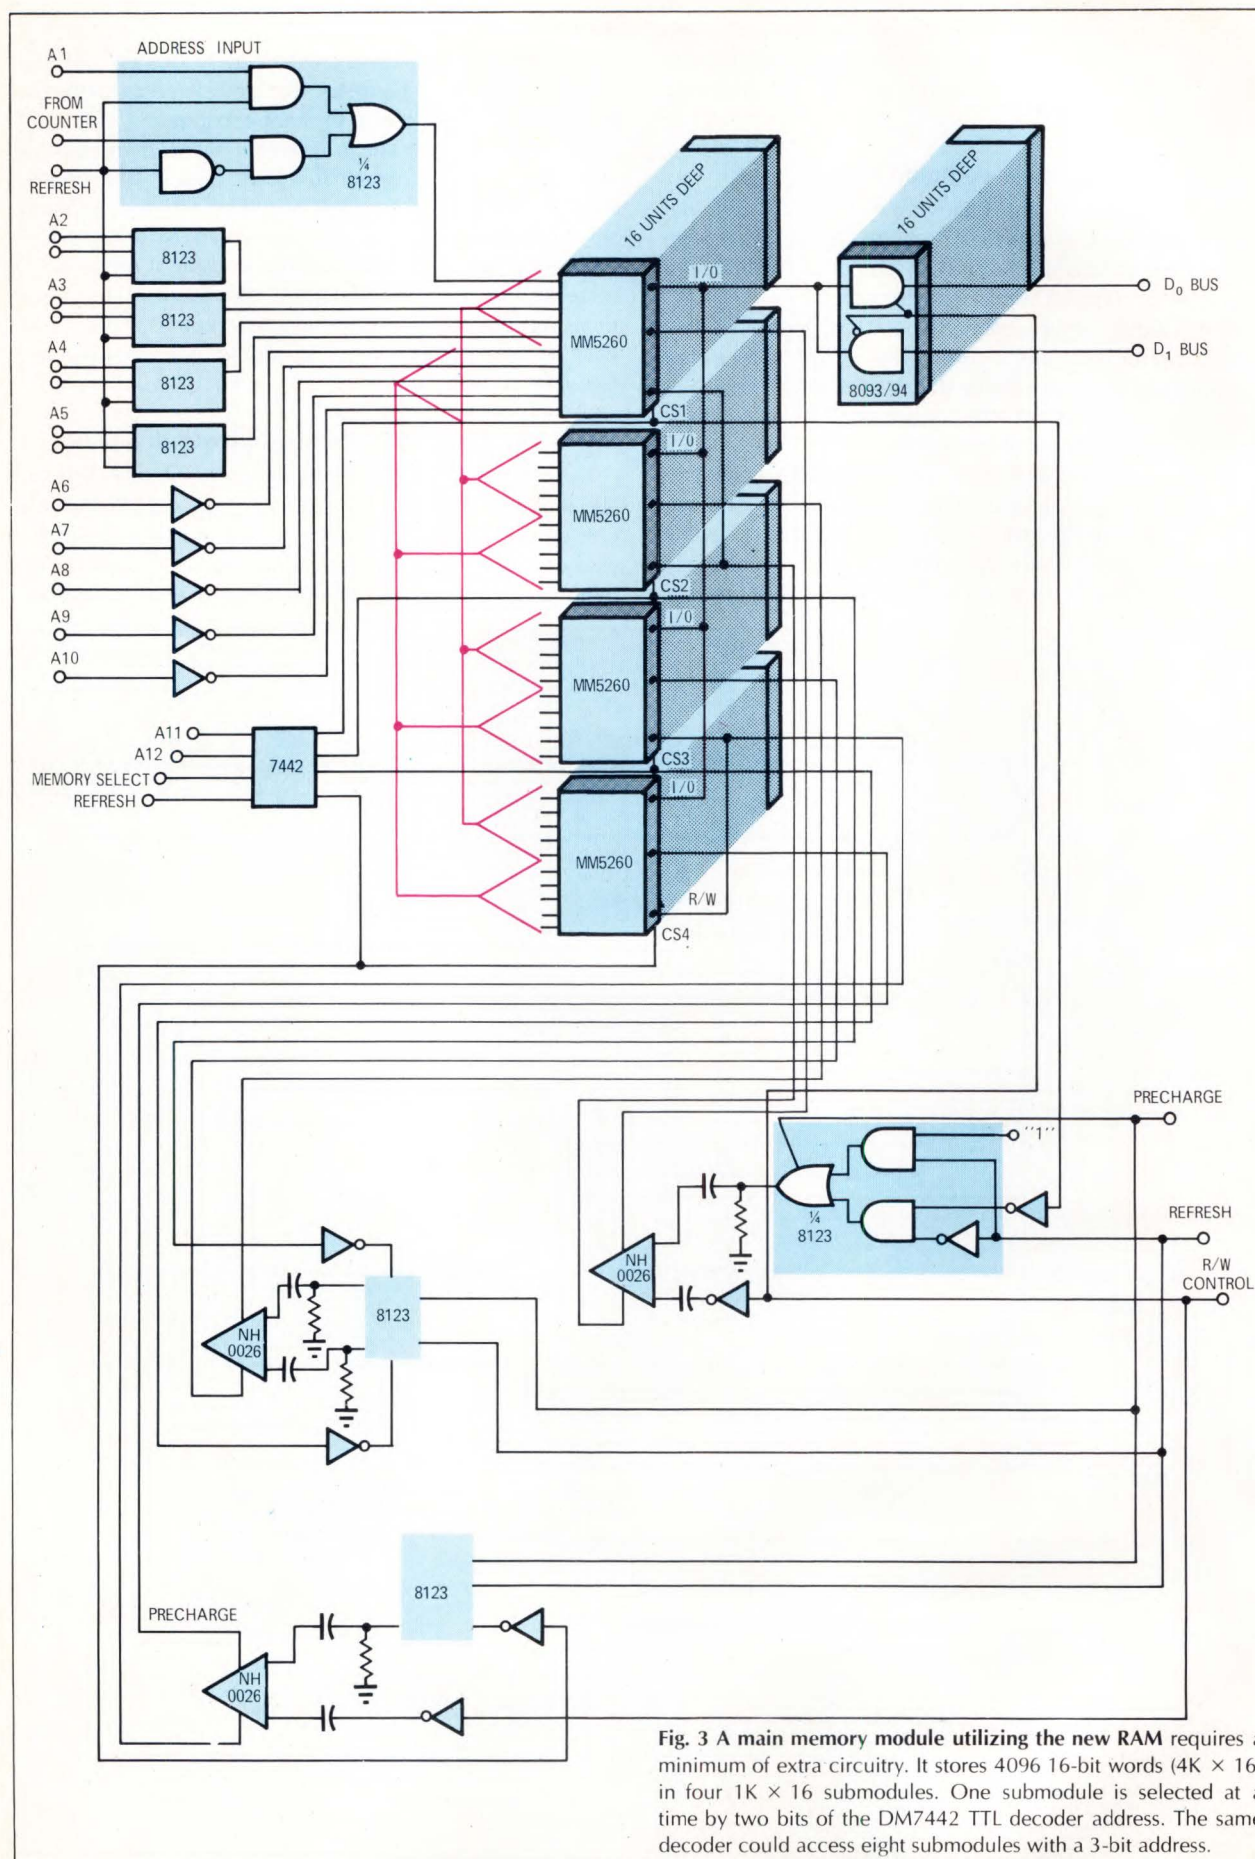 A1
ADDRESS INPUT
FROM
COUNTER
REFRESH
¼
8123
A2
8123
A3
8123
A4
8123
A5
8123
A6
A7
A8
A9
A10
A11
A12
MEMORY SELECT
REFRESH
7442
16 UNITS DEEP
16 UNITS DEEP
I/O
MM5260
CS1
I/O
MM5260
CS2
I/O
MM5260
CS3
I/O
MM5260
R/W
CS4
8093/94
D₀ BUS
D₁ BUS
PRECHARGE
"1"
¼
8123
REFRESH
R/W
CONTROL
NH
0026
NH
0026
8123
8123
PRECHARGE
NH
0026
Fig. 3 A main memory module utilizing the new RAM requires a
minimum of extra circuitry. It stores 4096 16-bit words (4K × 16)
in four 1K × 16 submodules. One submodule is selected at a
time by two bits of the DM7442 TTL decoder address. The same
decoder could access eight submodules with a 3-bit address.